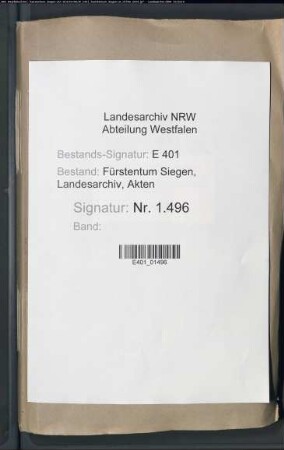 Landesarchiv NRW
Abteilung Westfalen
Bestands-Signatur: E 401
Bestand: Fürstentum Siegen,
Landesarchiv, Akten
Signatur: Nr. 1.496
Band:
E401_01496